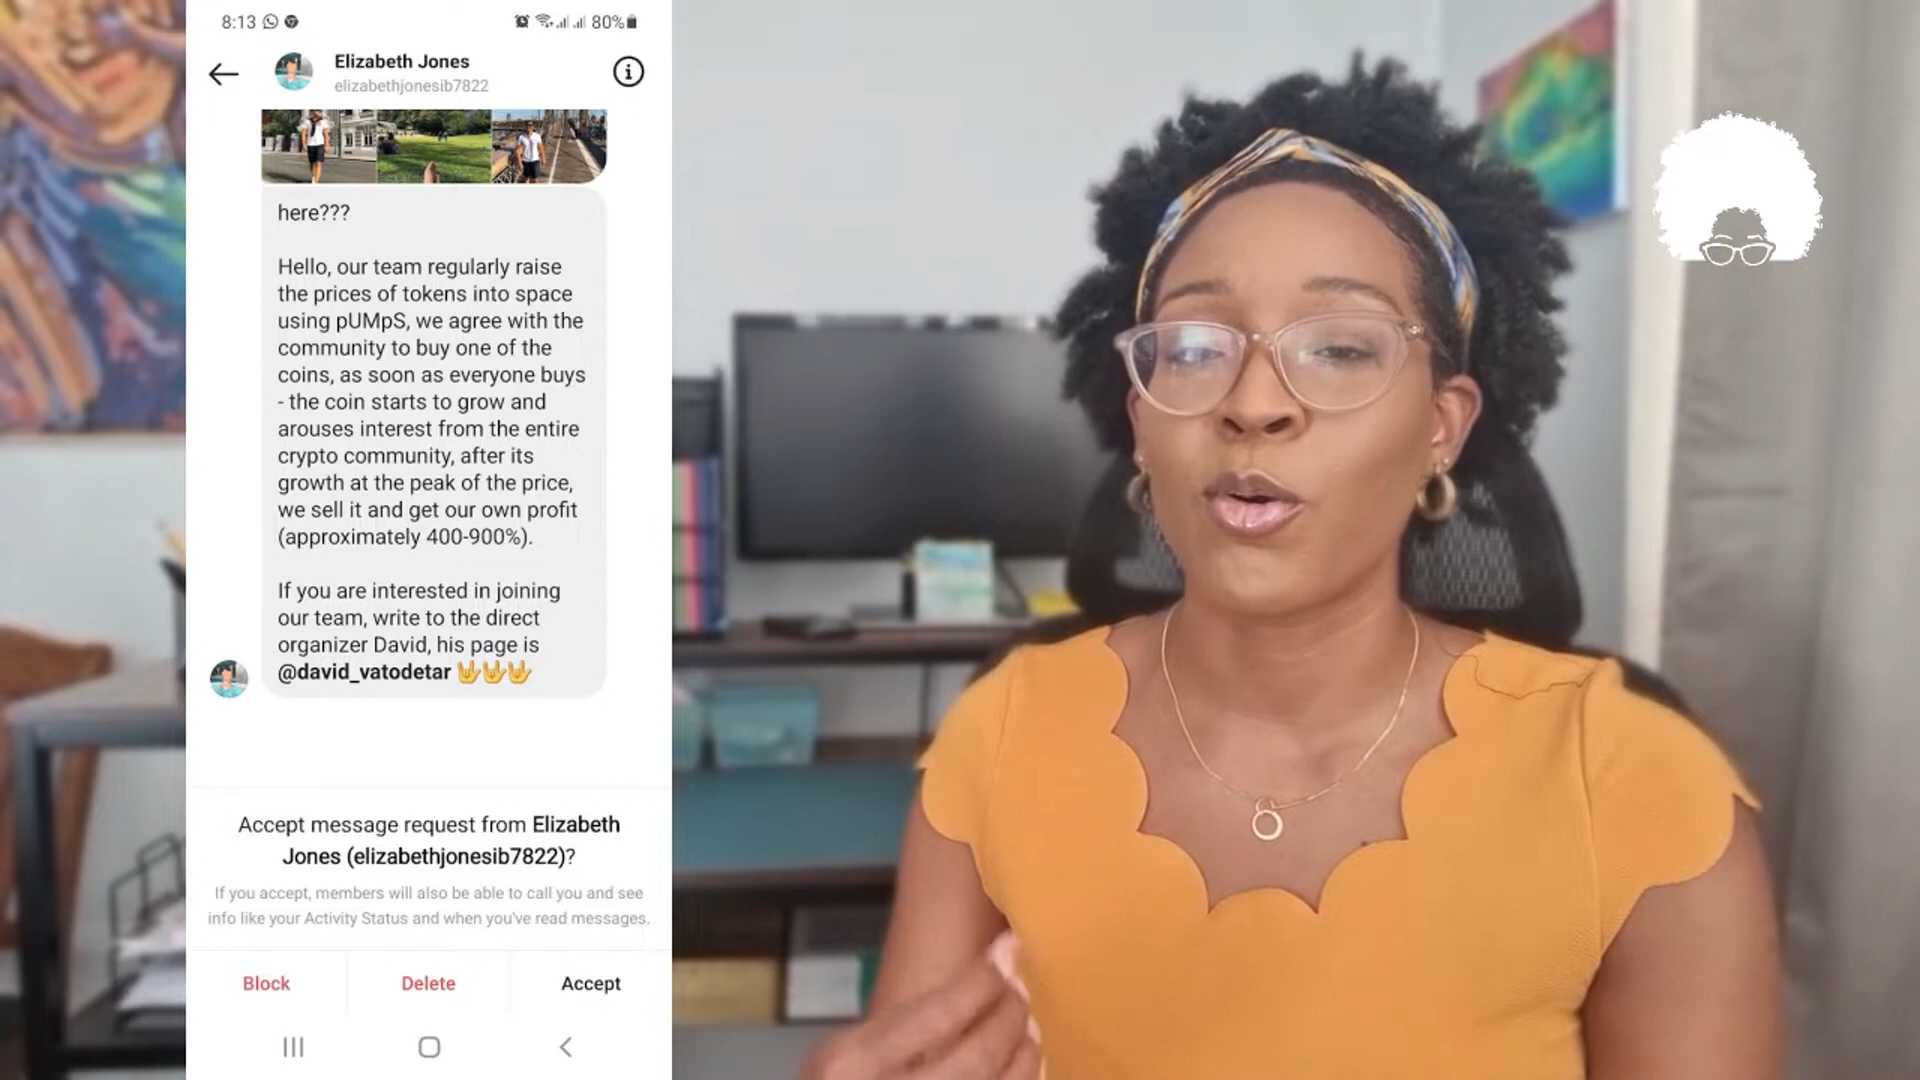 8:13
80%
Elizabeth Jones
elizabethjonesib7822
here???
Hello, our team regularly raise
the prices of tokens into space
using pUMpS, we agree with the
community to buy one of the
coins, as soon as everyone buys
- the coin starts to grow and
arouses interest from the entire
crypto community, after its
growth at the peak of the price,
we sell it and get our own profit
(approximately 400-900%).
If you are interested in joining
our team, write to the direct
organizer David, his page is
@david_vatodetar 🤟🤟🤟
Accept message request from Elizabeth
Jones (elizabethjonesib7822)?
If you accept, members will also be able to call you and see
info like your Activity Status and when you've read messages.
Block
Delete
Accept